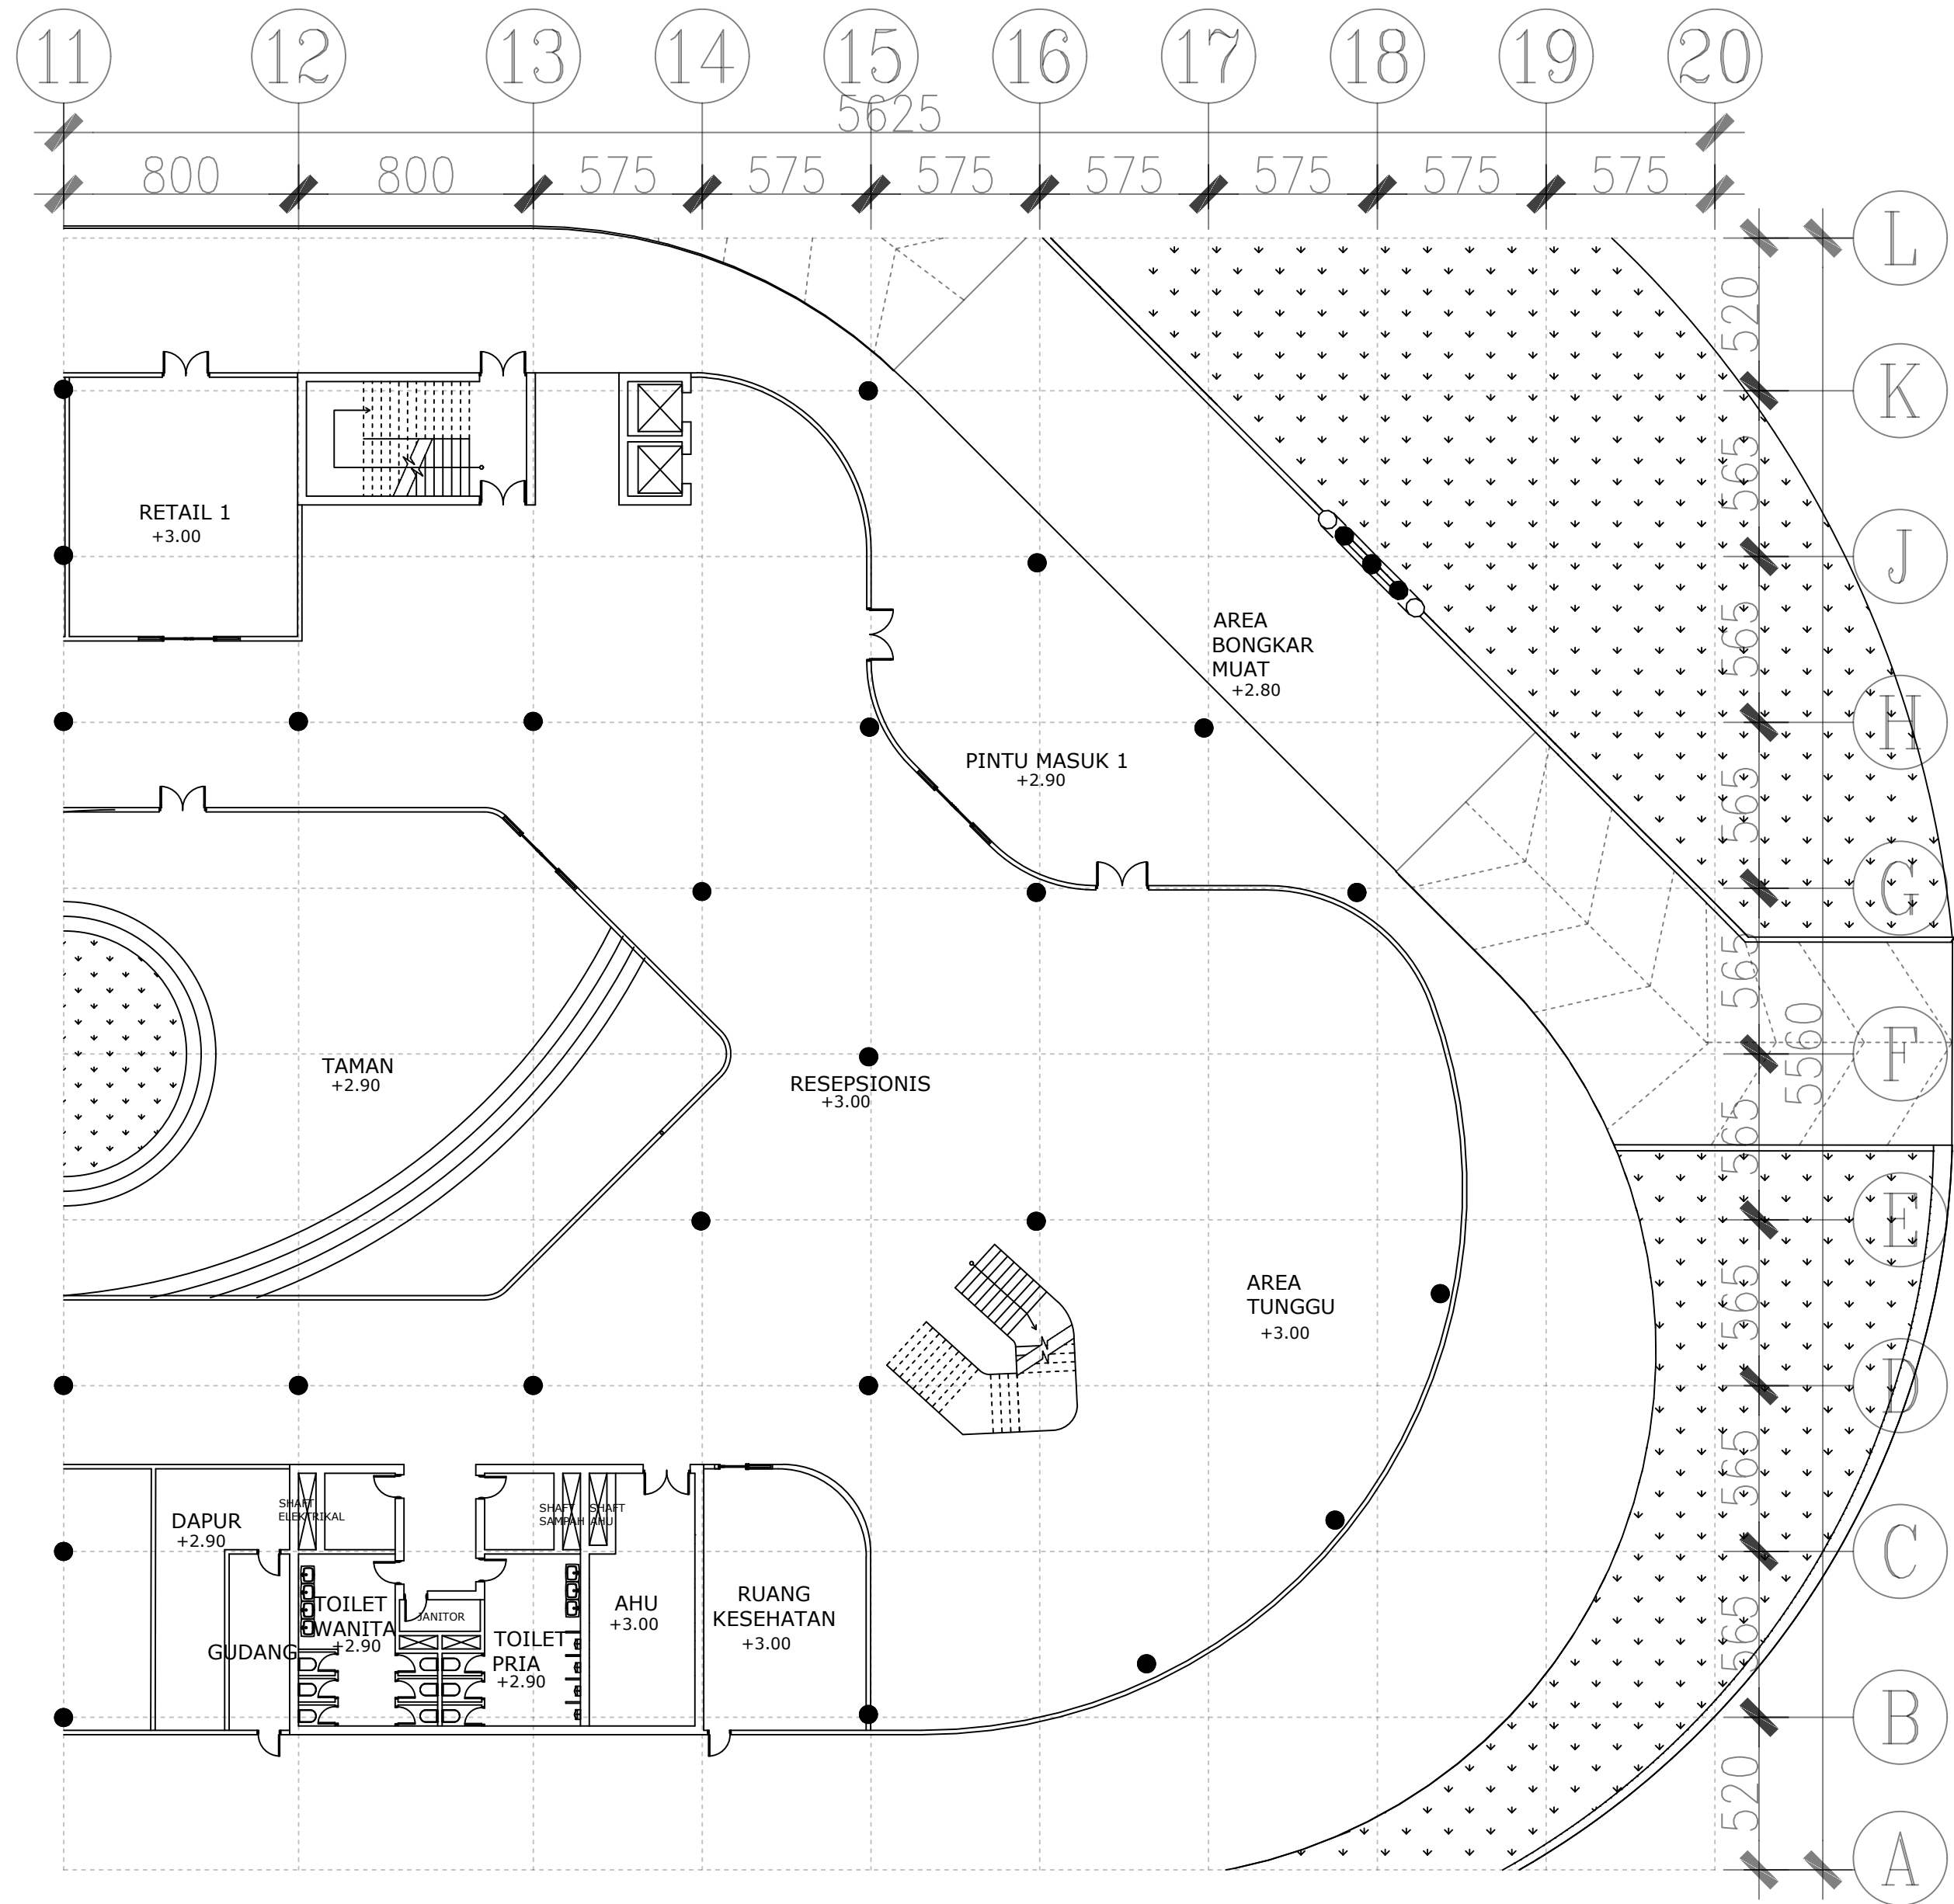 11 12 13 14 15 16 17 18 19 20
5625
800 800 575 575 575 575 575 575 575
L
520
K
565
RETAIL 1
+3.00
J
565
AREA
BONGKAR
MUAT
+2.80
H
PINTU MASUK 1
+2.90
565
G
565
5560
F
TAMAN
+2.90
RESEPSIONIS
+3.00
565
E
AREA
TUNGGU
+3.00
565
D
565
SHAFT
ELEKTRIKAL
SHAFT
SAMPAH
SHAFT
AHU
DAPUR
+2.90
C
TOILET
WANITA
+2.90
JANITOR
AHU
+3.00
RUANG
KESEHATAN
+3.00
565
GUDANG
TOILET
PRIA
+2.90
B
520
A